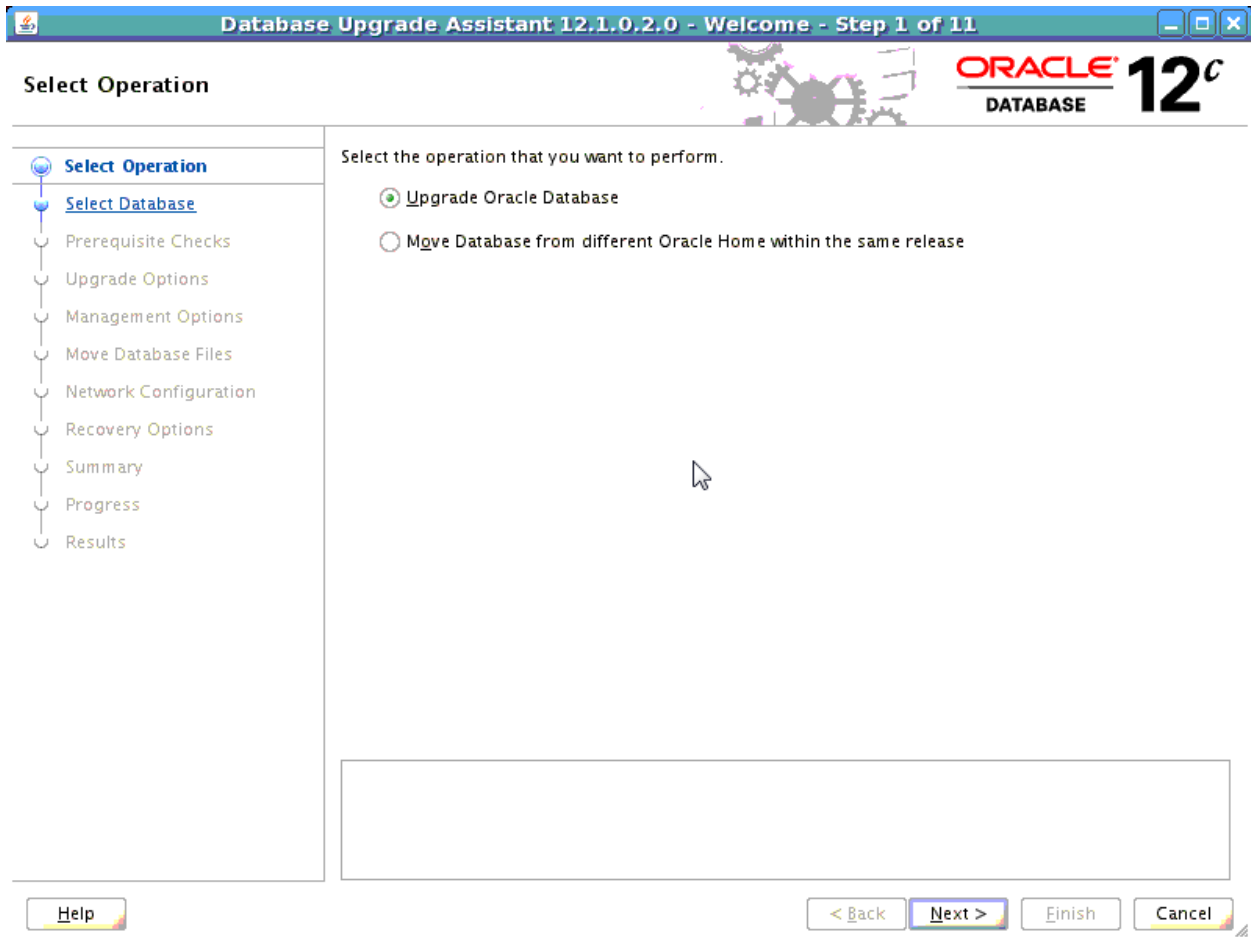 Database Upgrade Assistant 12.1.0.2.0 - Welcome - Step 1 of 11
Select Operation
ORACLE
DATABASE
12c
Select Operation
Select Database
Prerequisite Checks
Upgrade Options
Management Options
Move Database Files
Network Configuration
Recovery Options
Summary
Progress
Results
Select the operation that you want to perform.
Upgrade Oracle Database
Move Database from different Oracle Home within the same release
Help
< Back
Next >
Finish
Cancel